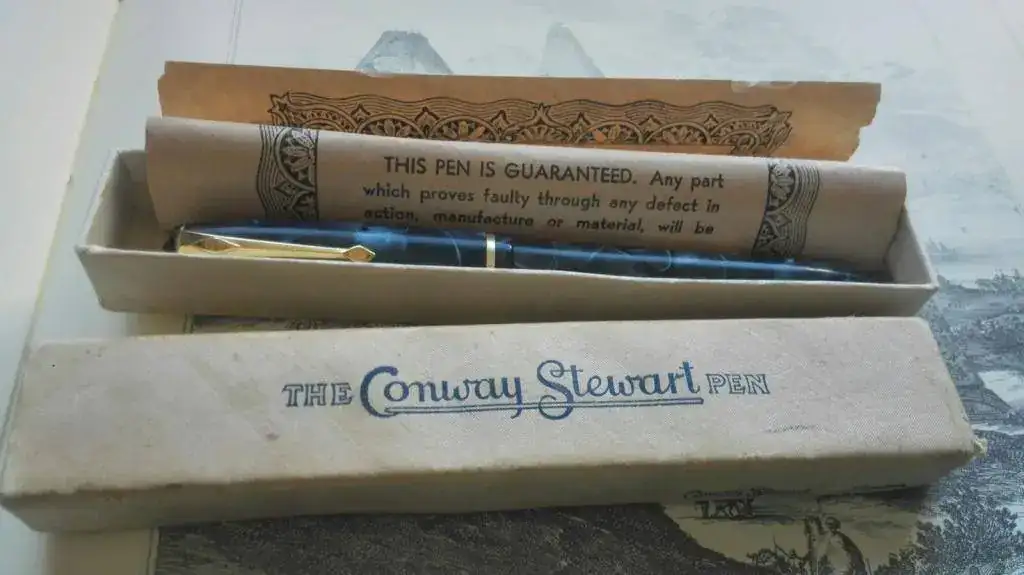 THIS PEN IS GUARANTEED. Any part
which proves faulty through any defect in
action, manufacture or material, will be
THE Conway Stewart PEN